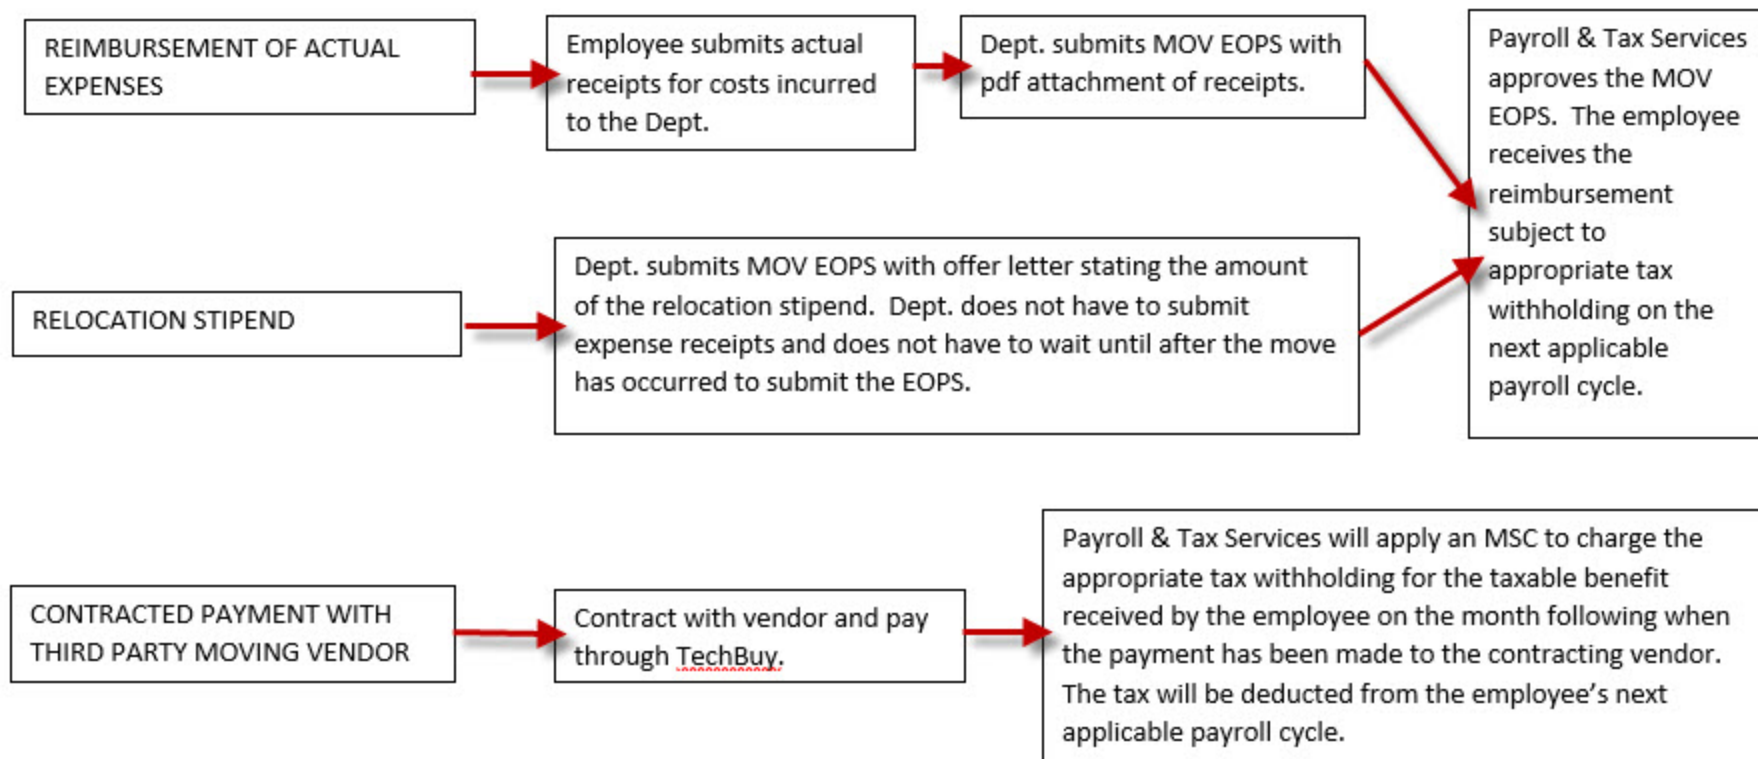 REIMBURSEMENT OF ACTUAL
EXPENSES
Employee submits actual
receipts for costs incurred
to the Dept.
Dept. submits MOV EOPS with
pdf attachment of receipts.
Payroll & Tax Services
approves the MOV
EOPS.  The employee
receives the
reimbursement
subject to
appropriate tax
withholding on the
next applicable
payroll cycle.
RELOCATION STIPEND
Dept. submits MOV EOPS with offer letter stating the amount
of the relocation stipend.  Dept. does not have to submit
expense receipts and does not have to wait until after the move
has occurred to submit the EOPS.
CONTRACTED PAYMENT WITH
THIRD PARTY MOVING VENDOR
Contract with vendor and pay
through TechBuy.
Payroll & Tax Services will apply an MSC to charge the
appropriate tax withholding for the taxable benefit
received by the employee on the month following when
the payment has been made to the contracting vendor.
The tax will be deducted from the employee’s next
applicable payroll cycle.